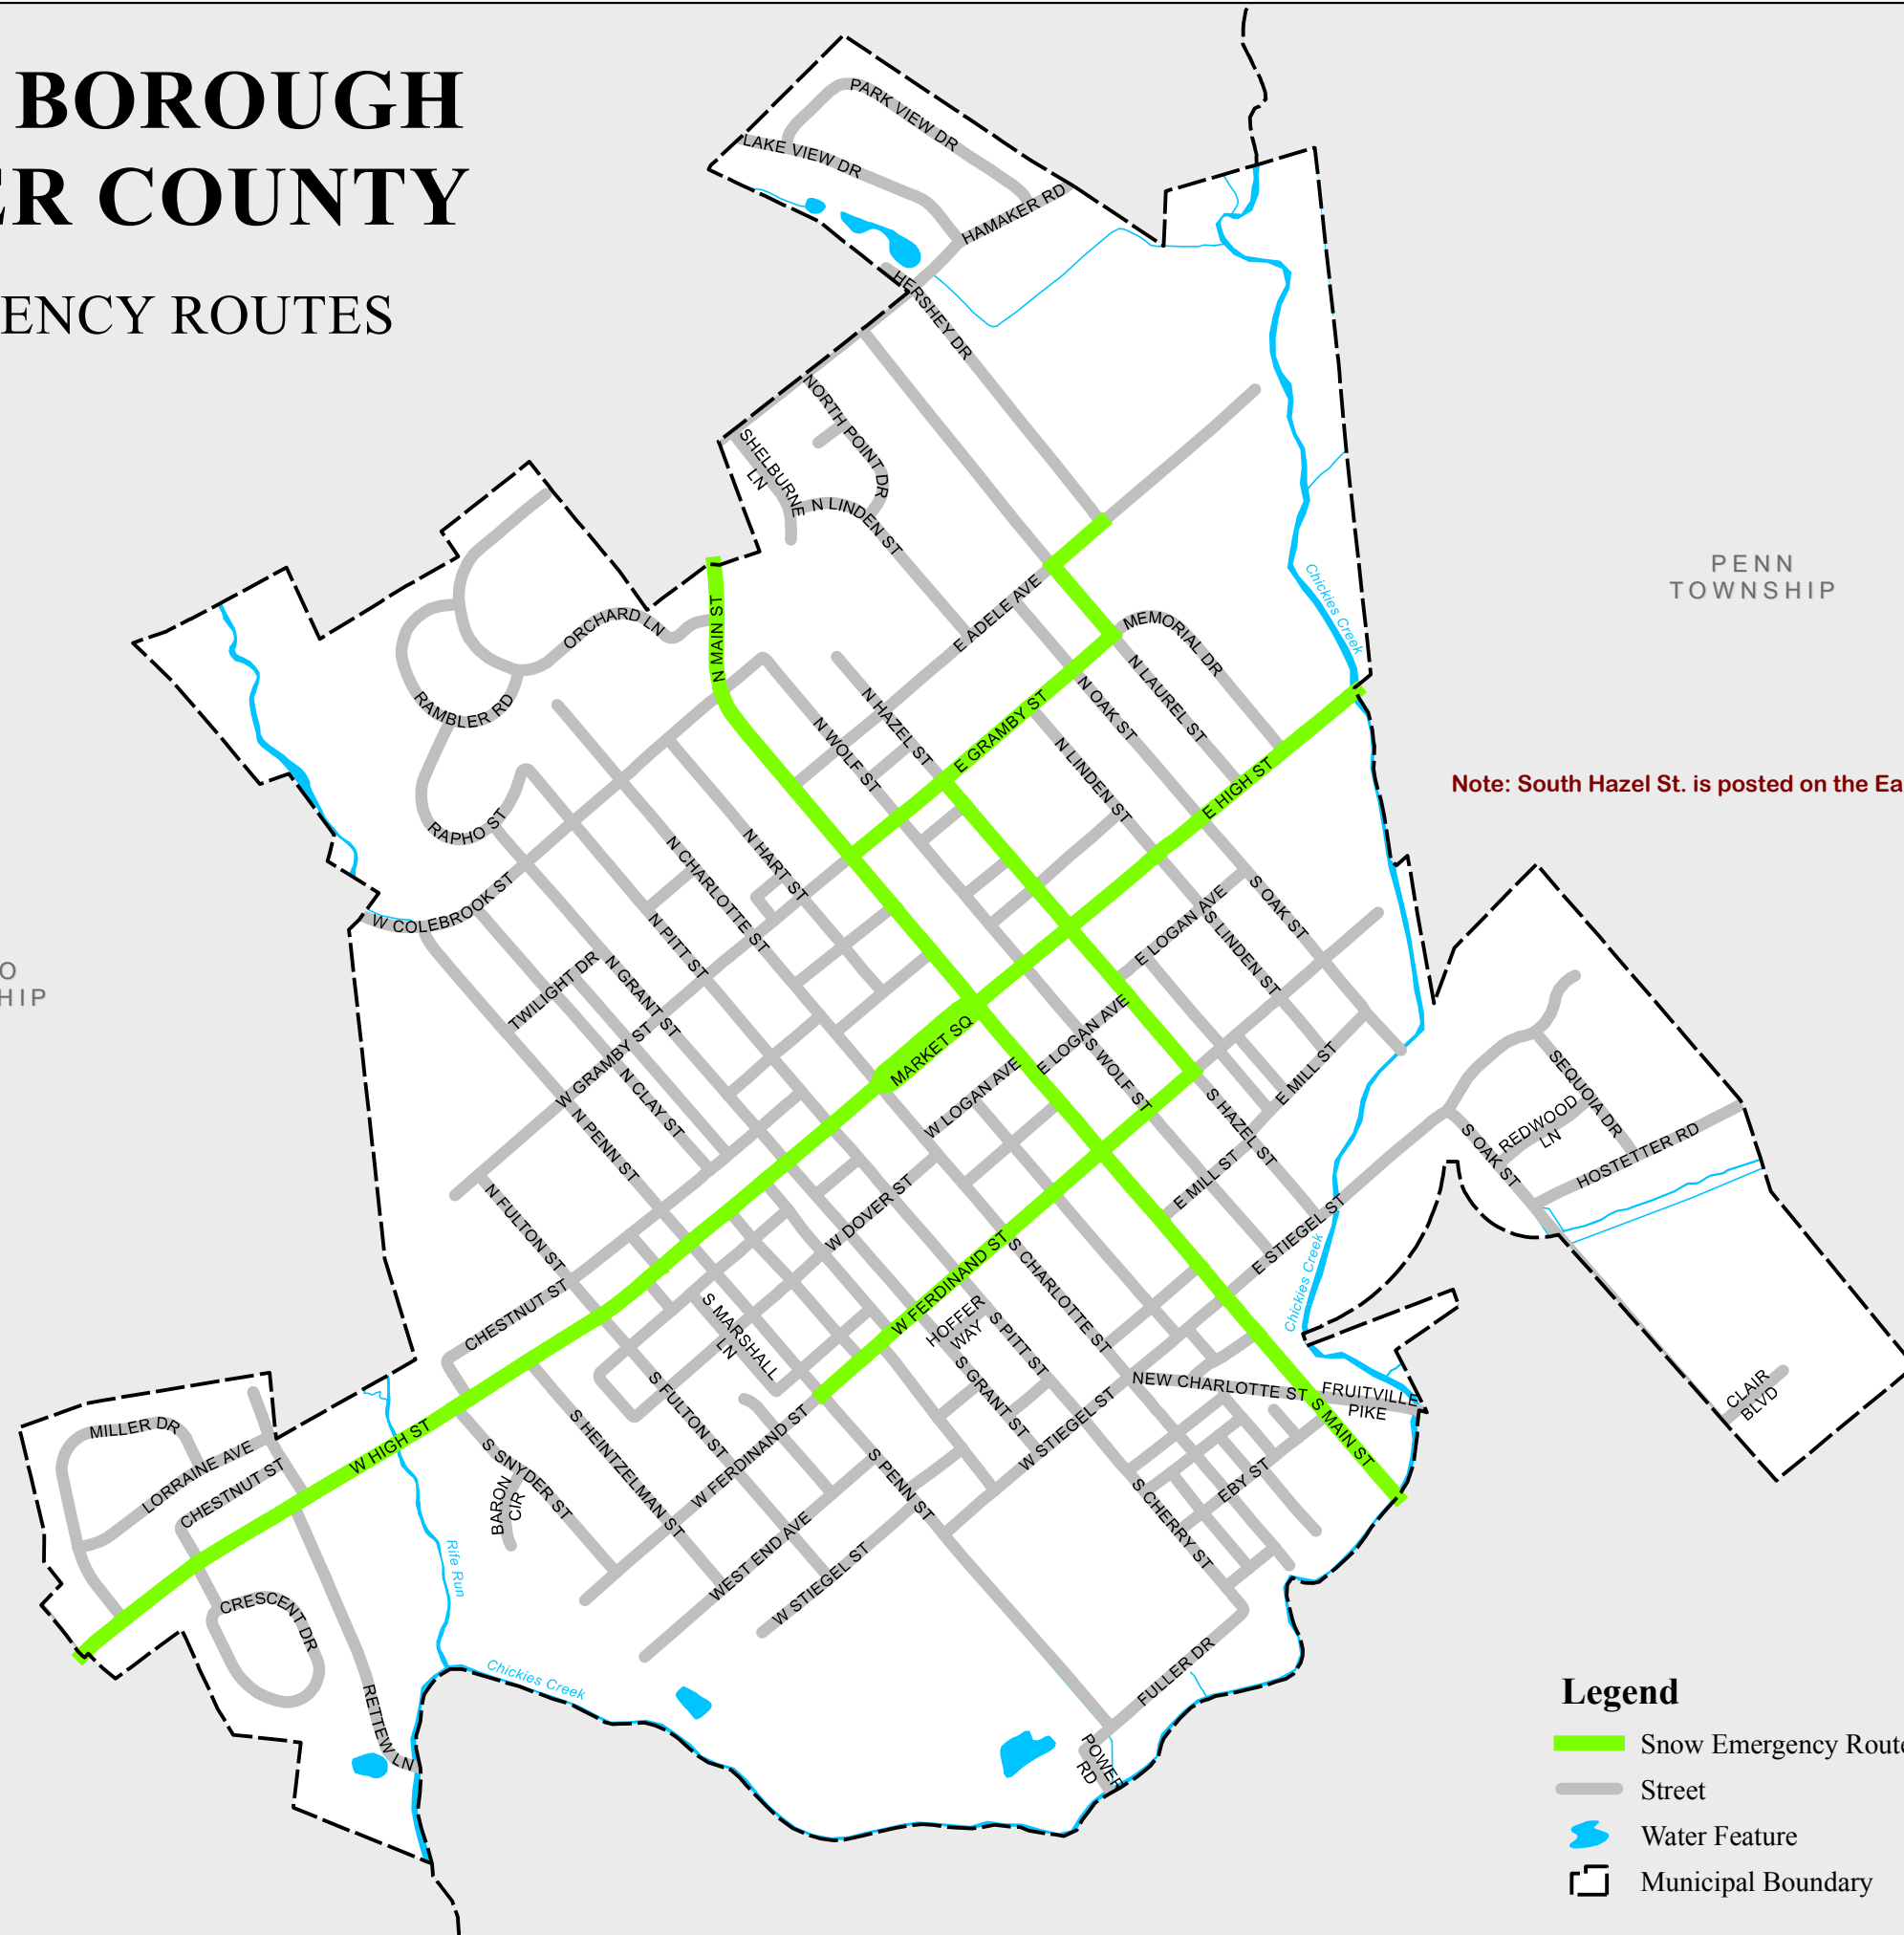 BOROUGH
ER COUNTY
ENCY ROUTES
PARK VIEW DR
LAKE VIEW DR
HAMAKER RD
HERSHEY DR
NORTH POINT DR
SHELBURNE
LN
N LINDEN ST
PENN
TOWNSHIP
Chickies Creek
E ADELE AVE
MEMORIAL DR
ORCHARD LN
N MAIN ST
RAMBLER RD
N HAZEL ST
N WOLF ST
E GRAMBY ST
N OAK ST
N LAUREL ST
N LINDEN ST
E HIGH ST
Note: South Hazel St. is posted on the Ea
RAPHO ST
N HART ST
N CHARLOTTE ST
W COLEBROOK ST
N PITT ST
S OAK ST
E LOGAN AVE
S LINDEN ST
O
HIP
TWILIGHT DR
N GRANT ST
W GRAMBY ST
MARKET SQ
E LOGAN AVE
W LOGAN AVE
S WOLF ST
E MILL ST
N CLAY ST
N PENN ST
S HAZEL ST
SEQUOIA DR
REDWOOD
LN
S OAK ST
HOSTETTER RD
N FULTON ST
W DOVER ST
E MILL ST
E STIEGEL ST
Chickies Creek
W FERDINAND ST
S CHARLOTTE ST
CHESTNUT ST
S MARSHALL
LN
HOFFER
WAY
S PITT ST
S GRANT ST
NEW CHARLOTTE ST
FRUITVILLE
PIKE
S MAIN ST
CLAIR
BLVD
S FULTON ST
W FERDINAND ST
W STIEGEL ST
MILLER DR
LORRAINE AVE
CHESTNUT ST
W HIGH ST
S SNYDER ST
BARON
CIR
S HEINTZELMAN ST
S PENN ST
EBY ST
S CHERRY ST
WEST END AVE
W STIEGEL ST
Rife Run
CRESCENT DR
RETTEW LN
Chickies Creek
FULLER DR
POWER
RD
Legend
Snow Emergency Route
Street
Water Feature
Municipal Boundary